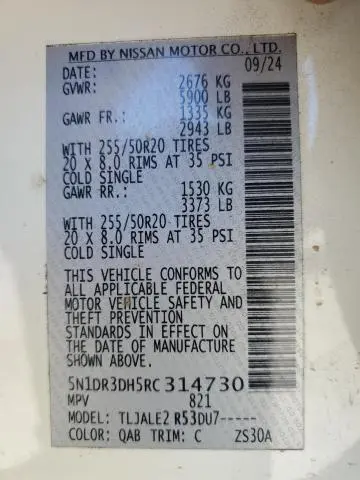 MFD BY NISSAN MOTOR CO., LTD.
DATE: 09/24
GVWR: 2676 KG
5900 LB
GAWR FR.: 1335 KG
2943 LB
WITH 255/50R20 TIRES
20 X 8.0 RIMS AT 35 PSI
COLD SINGLE
GAWR RR.: 1530 KG
3373 LB
WITH 255/50R20 TIRES
20 X 8.0 RIMS AT 35 PSI
COLD SINGLE
THIS VEHICLE CONFORMS TO
ALL APPLICABLE FEDERAL
MOTOR VEHICLE SAFETY AND
THEFT PREVENTION
STANDARDS IN EFFECT ON
THE DATE OF MANUFACTURE
SHOWN ABOVE.
5N1DR3DH5RC314730
MPV 821
MODEL: TLJALE2 R53DU7-----
COLOR: QAB TRIM: C ZS30A